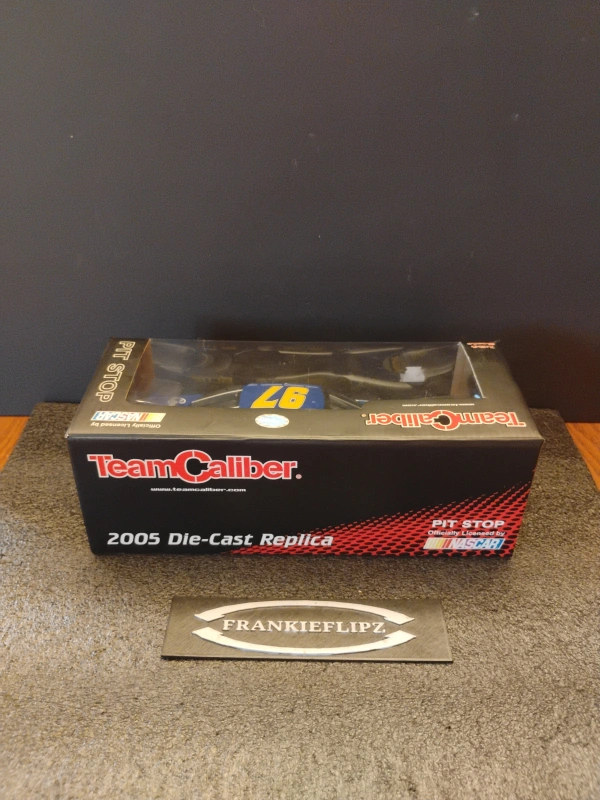 PIT STOP
Officially Licensed by
NASCAR
97
TeamCaliber®
TeamCaliber®
www.teamcaliber.com
2005 Die-Cast Replica
PIT STOP
Officially Licensed by
NASCAR
FRANKIEFLIPZ